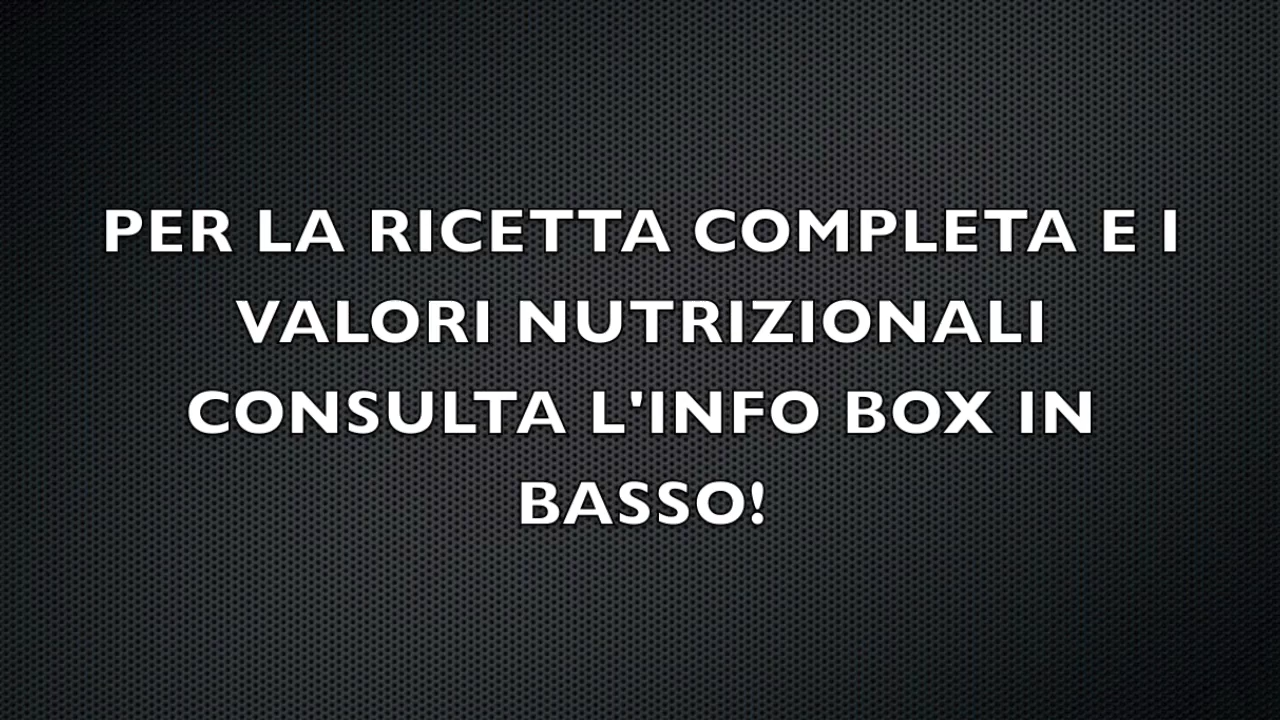 PER LA RICETTA COMPLETA E I
VALORI NUTRIZIONALI
CONSULTA L'INFO BOX IN
BASSO!